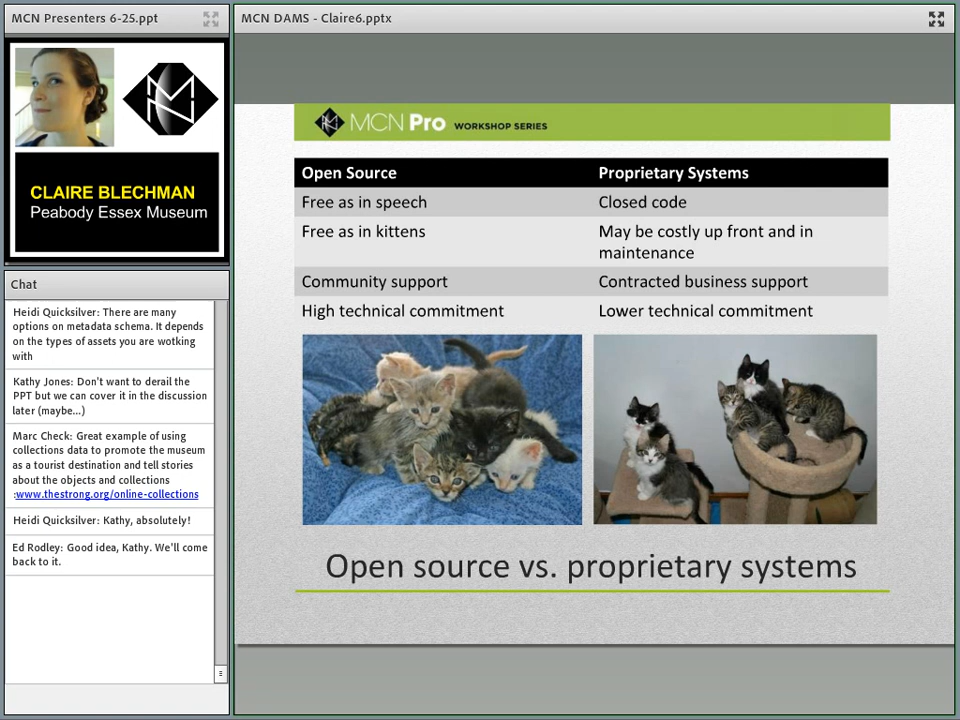 MCN Presenters 6-25.ppt
CLAIRE BLECHMAN
Peabody Essex Museum
Chat
Heidi Quicksilver: There are many
options on metadata schema. It depends
on the types of assets you are wotking
with
Kathy Jones: Don't want to derail the
PPT but we can cover it in the discussion
later (maybe...)
Marc Check: Great example of using
collections data to promote the museum
as a tourist destination and tell stories
about the objects and collections
:www.thestrong.org/online-collections
Heidi Quicksilver: Kathy, absolutely!
Ed Rodley: Good idea, Kathy. We'll come
back to it.
MCN DAMS - Claire6.pptx
MCN Pro WORKSHOP SERIES
Open Source Proprietary Systems
Free as in speech Closed code
Free as in kittens May be costly up front and in
maintenance
Community support Contracted business support
High technical commitment Lower technical commitment
Open source vs. proprietary systems